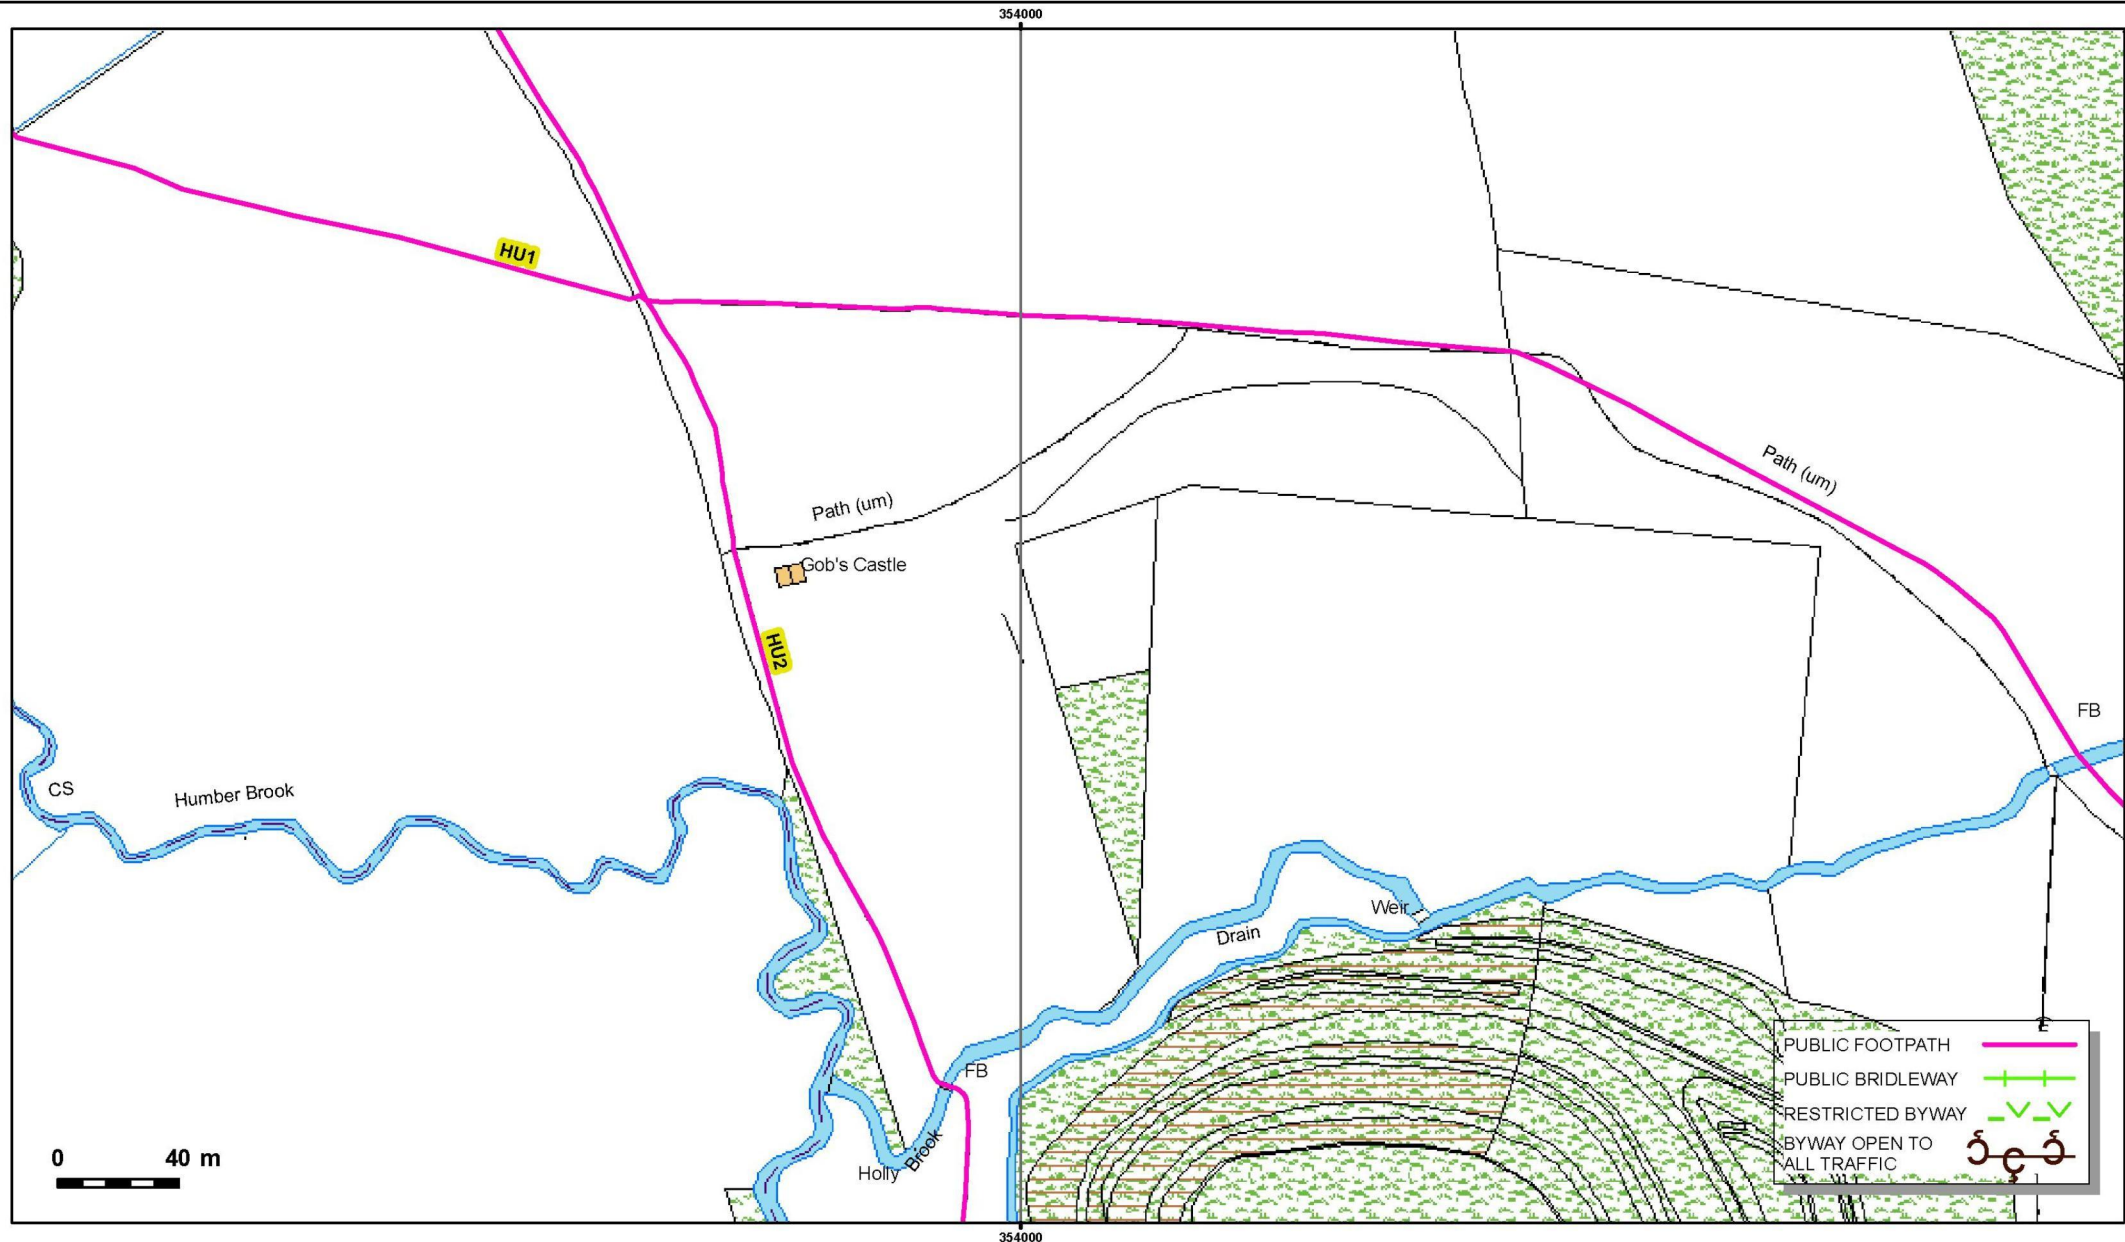 354000
HU1
Path (um)
Path (um)
Gob's Castle
HU2
FB
CS
Humber Brook
Weir
Drain
FB
Holly Brook
PUBLIC FOOTPATH
PUBLIC BRIDLEWAY
RESTRICTED BYWAY
BYWAY OPEN TO
ALL TRAFFIC
0 40 m
354000